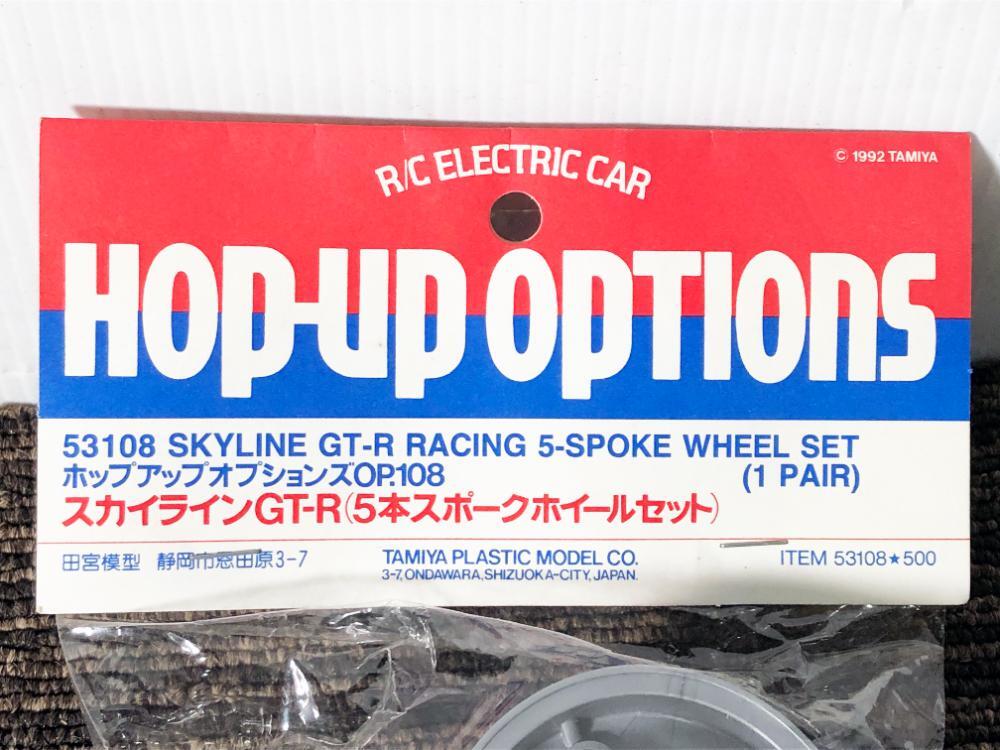 R/C ELECTRIC CAR
© 1992 TAMIYA
HOP-UP OPTIONS
53108 SKYLINE GT-R RACING 5-SPOKE WHEEL SET
ホップアップオプションズOP.108 (1 PAIR)
スカイラインGT-R(5本スポークホイールセット)
田宮模型 静岡市恩田原3-7 TAMIYA PLASTIC MODEL CO. ITEM 53108★500
3-7, ONDAWARA, SHIZUOKA-CITY, JAPAN.